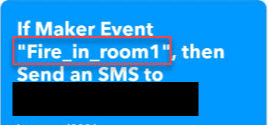 If Maker Event
"Fire_in_room1", then
Send an SMS to